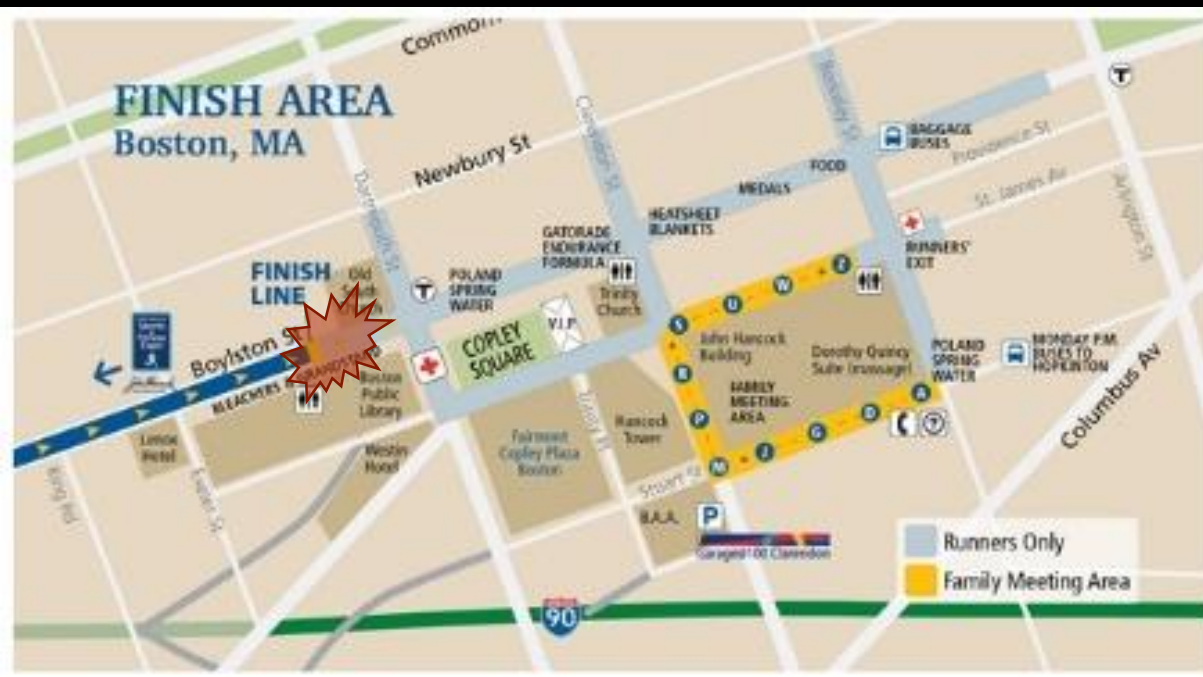 Common
FINISH AREA
Boston, MA
Newbury St
Clarendon St
Berkeley St
T
BAGGAGE
BUSES
Providence St
St. James Av
Arlington St
FOOD
MEDALS
HEATSHEET
BLANKETS
Dartmouth St
GATORADE
ENDURANCE
FORMULA
RUNNERS'
EXIT
FINISH
LINE
Old
South
T
POLAND
SPRING
WATER
Trinity
Church
V.I.P.
COPLEY
SQUARE
Z
W
U
S
R
P
M
J
G
D
A
John Hancock
Building
Dorothy Quincy
Suite (massage)
POLAND
SPRING
WATER
MONDAY P.M.
BUSES TO
HOPKINTON
Columbus Av
FAMILY
MEETING
AREA
?
Boylston St
BLEACHERS
Boston
Public
Library
Lenox
Hotel
Westin
Hotel
Fairmont
Copley Plaza
Boston
Hancock
Tower
Trinity Pl
Exeter St
Stuart St
B.A.A.
P
Garage@100 Clarendon
Runners Only
Family Meeting Area
90